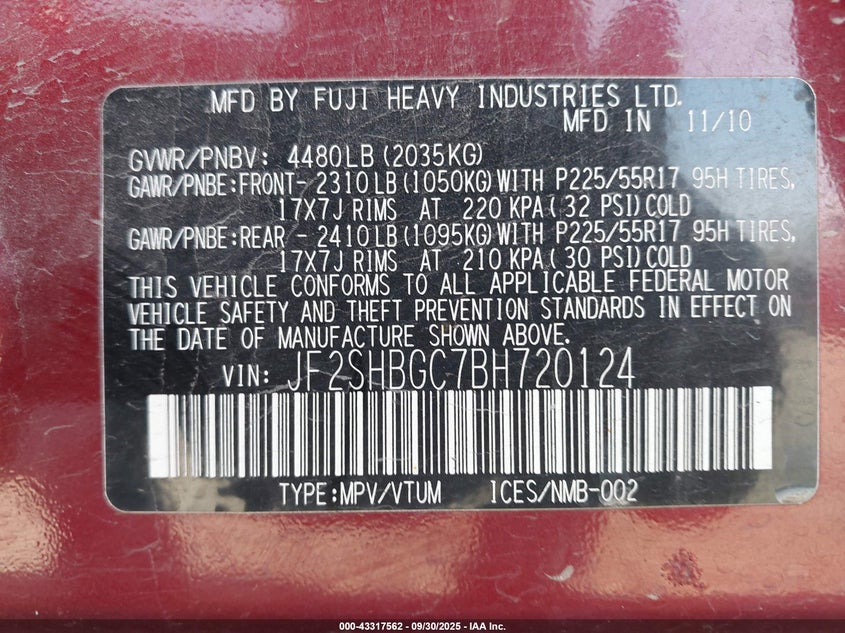 MFD BY FUJI HEAVY INDUSTRIES LTD.
MFD IN 11/10
GVWR/PNBV: 4480LB (2035KG)
GAWR/PNBE:FRONT- 2310LB (1050KG) WITH P225/55R17 95H TIRES,
17X7J RIMS AT 220 KPA (32 PSI) COLD
GAWR/PNBE:REAR - 2410LB (1095KG) WITH P225/55R17 95H TIRES,
17X7J RIMS AT 210 KPA (30 PSI) COLD
THIS VEHICLE CONFORMS TO ALL APPLICABLE FEDERAL MOTOR
VEHICLE SAFETY AND THEFT PREVENTION STANDARDS IN EFFECT ON
THE DATE OF MANUFACTURE SHOWN ABOVE.
VIN: JF2SHBGC7BH720124
TYPE:MPV/VTUM ICES/NMB-002
000-43317562 - 09/30/2025 - IAA Inc.